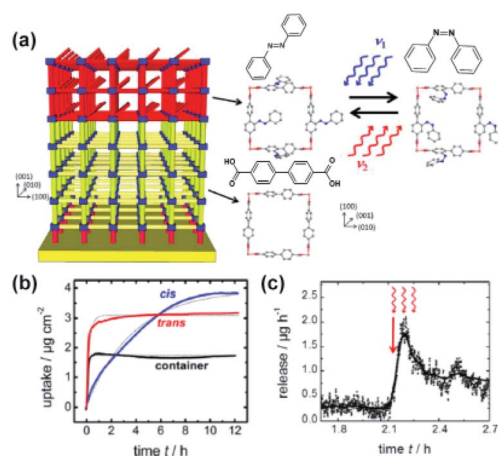 (a)
N=N
N=N
ν1
ν2
HO
O
O
OH
(001)
(010)
(100)
(100)
(001)
(010)
(b)
uptake / µg cm-2
4
3
2
1
0
cis
trans
container
0 2 4 6 8 10 12
time t / h
(c)
release / µg h-1
2.5
2.0
1.5
1.0
0.5
0.0
1.8 2.1 2.4 2.7
time t / h